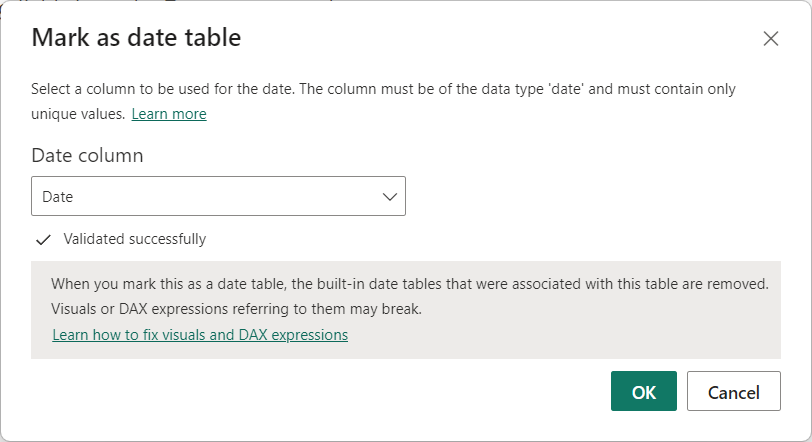 Mark as date table
Select a column to be used for the date. The column must be of the data type 'date' and must contain only
unique values. Learn more
Date column
Date
Validated successfully
When you mark this as a date table, the built-in date tables that were associated with this table are removed.
Visuals or DAX expressions referring to them may break.
Learn how to fix visuals and DAX expressions
OK Cancel